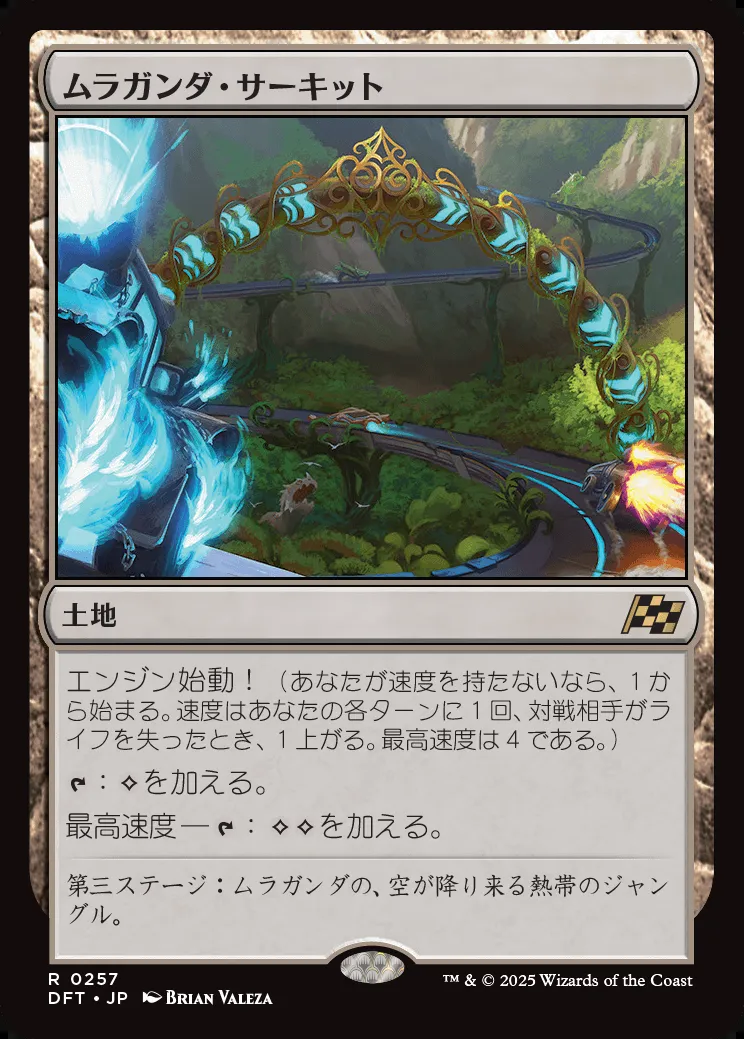 ムラガンダ・サーキット
土地
エンジン始動！（あなたが速度を持たないなら、1か
ら始まる。速度はあなたの各ターンに1回、対戦相手がラ
イフを失ったとき、1上がる。最高速度は4である。）
：を加える。
最高速度―：を加える。
第三ステージ：ムラガンダの、空が降り来る熱帯のジャン
グル。
R 0257
DFT • JP BRIAN VALEZA
™ & © 2025 Wizards of the Coast